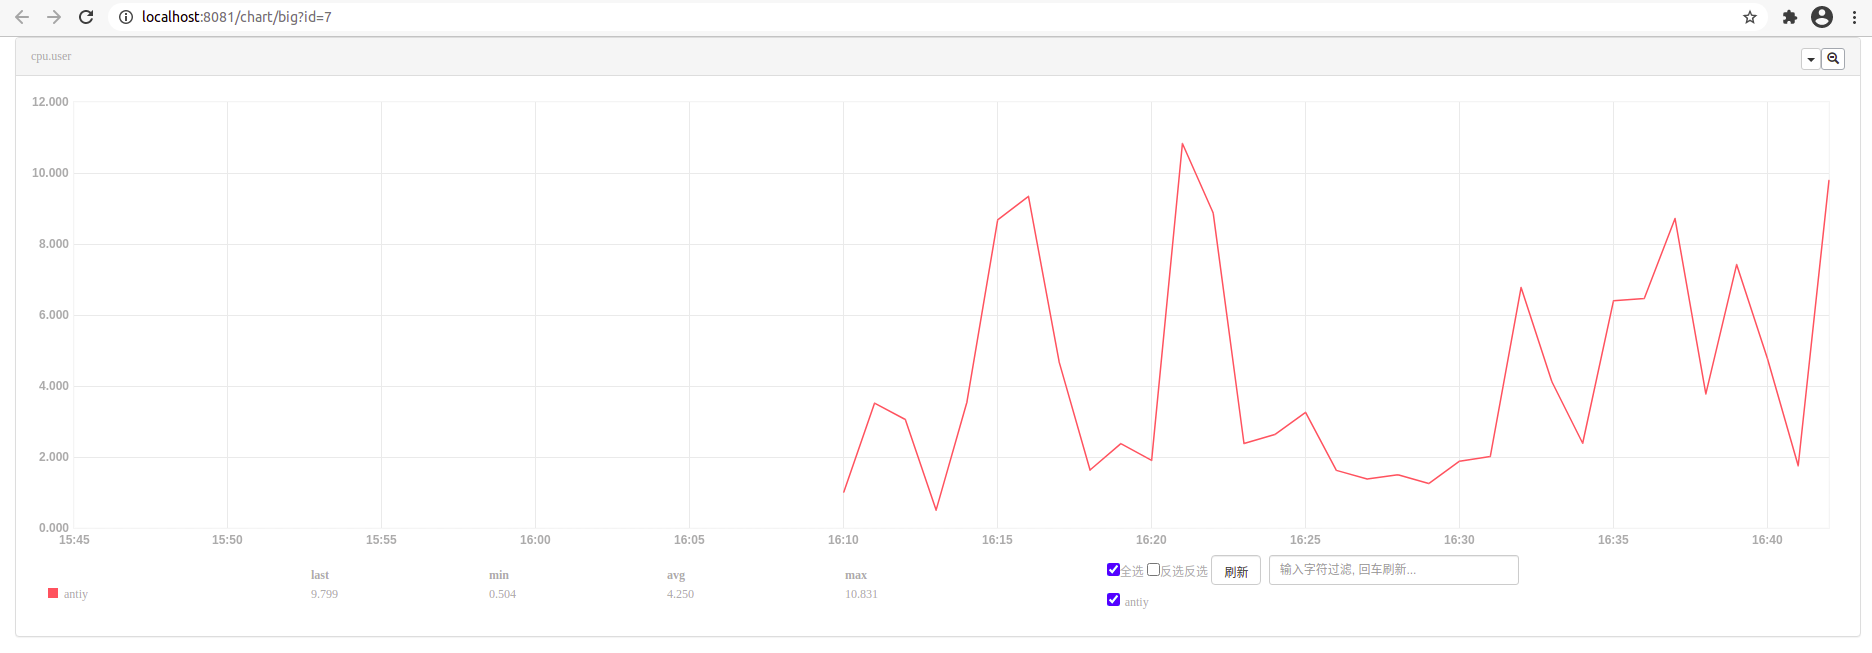 localhost:8081/chart/big?id=7
cpu.user
12.000
10.000
8.000
6.000
4.000
2.000
0.000
15:45 15:50 15:55 16:00 16:05 16:10 16:15 16:20 16:25 16:30 16:35 16:40
last min avg max
antiy 9.799 0.504 4.250 10.831
全选 反选反选 刷新 输入字符过滤, 回车刷新...
antiy